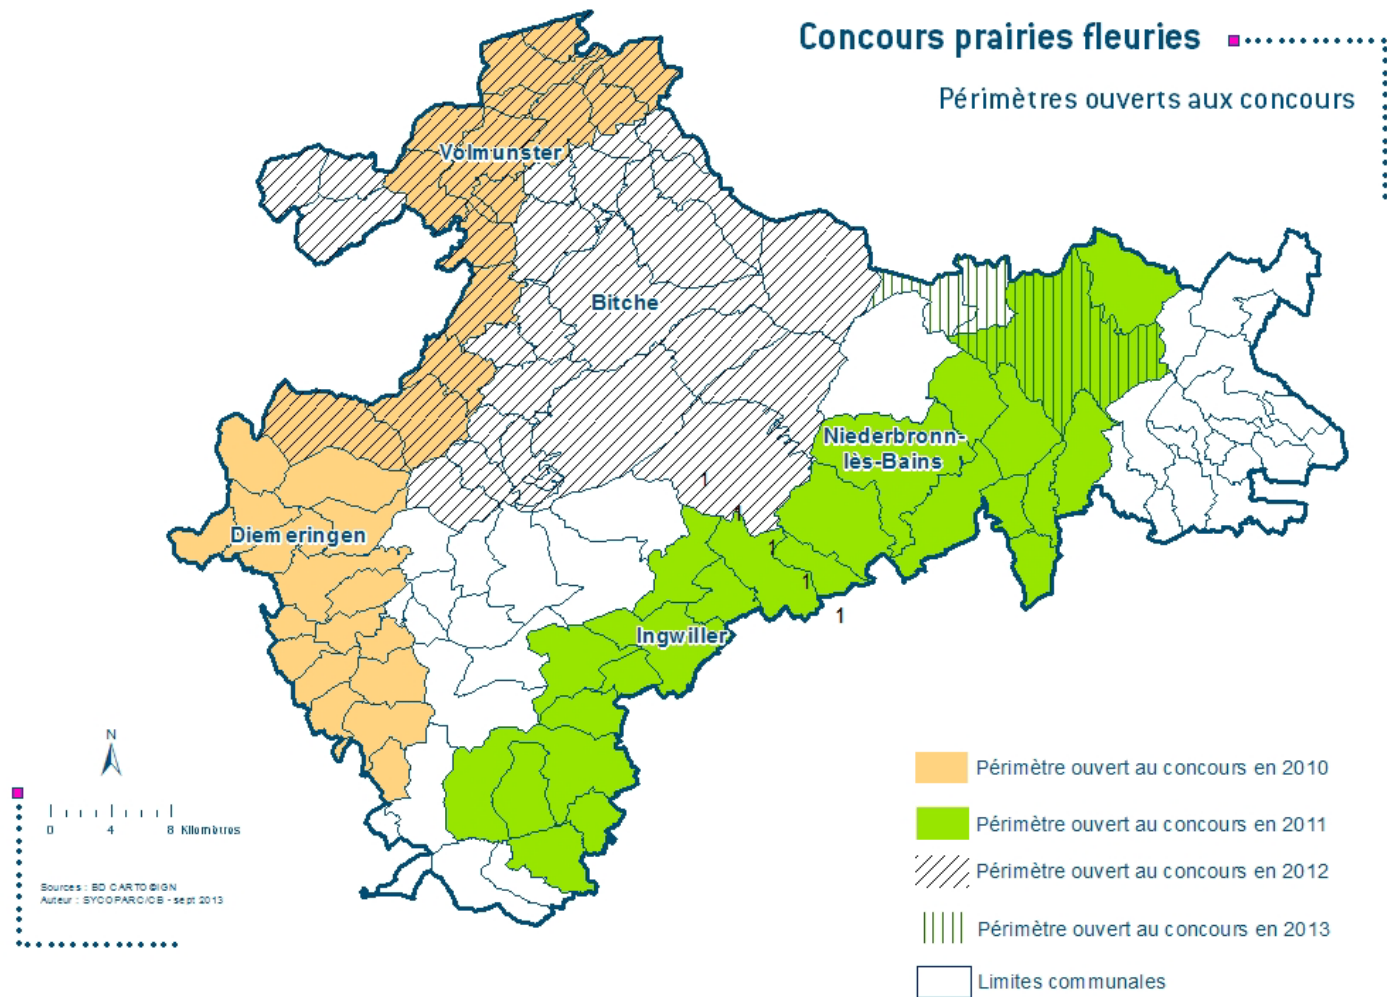 Concours prairies fleuries
Périmètres ouverts aux concours
Volmunster
Bitche
Niederbronn-
lès-Bains
1
1
Diemeringen
1
1
1
Ingwiller
N
0 4 8 Kilomètres
Périmètre ouvert au concours en 2010
Périmètre ouvert au concours en 2011
Périmètre ouvert au concours en 2012
Périmètre ouvert au concours en 2013
Limites communales
Sources : BD CARTO©IGN
Auteur : SYCOPARC/CB - sept 2013